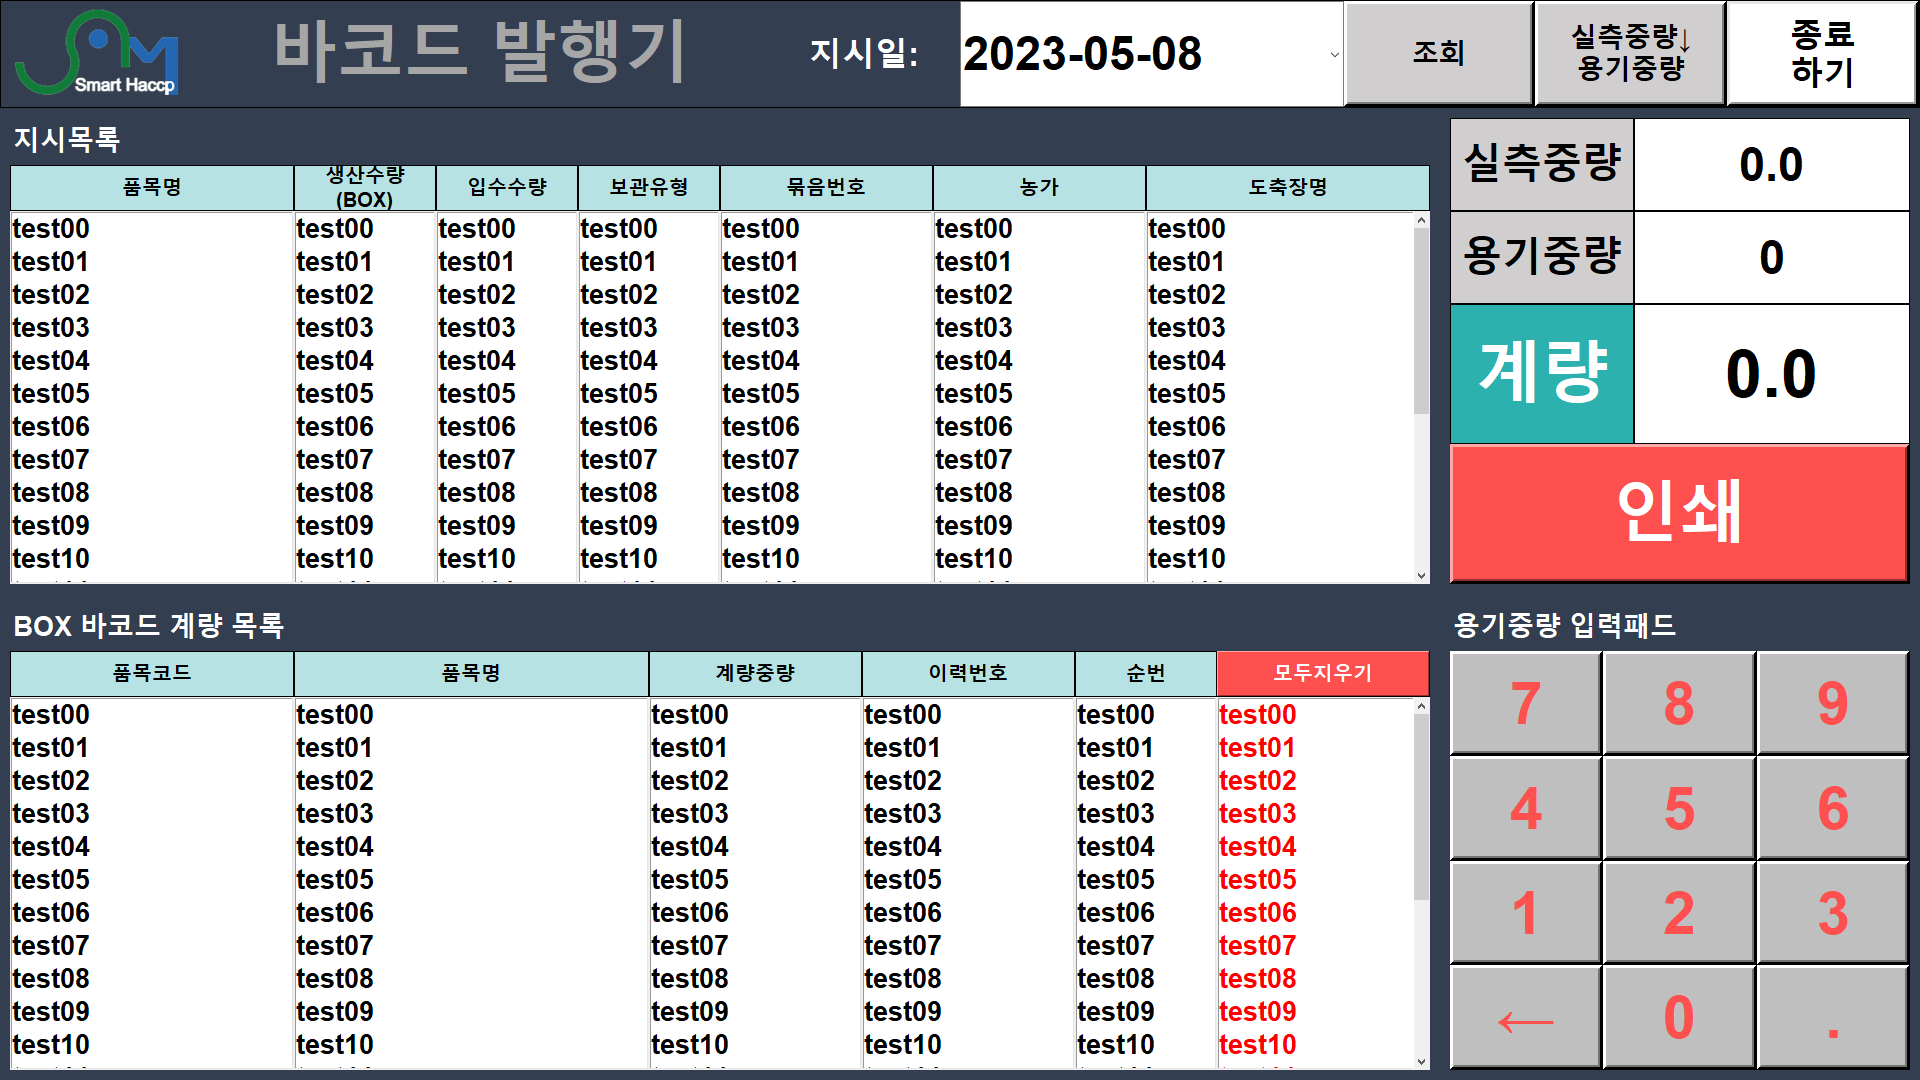 Smart Haccp
바코드 발행기
지시일:
2023-05-08
조회
실측중량↓
용기중량
종료
하기
지시목록
품목명 생산수량 (BOX) 입수수량 보관유형 묶음번호 농가 도축장명
test00 test00 test00 test00 test00 test00 test00
test01 test01 test01 test01 test01 test01 test01
test02 test02 test02 test02 test02 test02 test02
test03 test03 test03 test03 test03 test03 test03
test04 test04 test04 test04 test04 test04 test04
test05 test05 test05 test05 test05 test05 test05
test06 test06 test06 test06 test06 test06 test06
test07 test07 test07 test07 test07 test07 test07
test08 test08 test08 test08 test08 test08 test08
test09 test09 test09 test09 test09 test09 test09
test10 test10 test10 test10 test10 test10 test10
실측중량 0.0
용기중량 0
계량 0.0
인쇄
BOX 바코드 계량 목록
품목코드 품목명 계량중량 이력번호 순번 모두지우기
test00 test00 test00 test00 test00 test00
test01 test01 test01 test01 test01 test01
test02 test02 test02 test02 test02 test02
test03 test03 test03 test03 test03 test03
test04 test04 test04 test04 test04 test04
test05 test05 test05 test05 test05 test05
test06 test06 test06 test06 test06 test06
test07 test07 test07 test07 test07 test07
test08 test08 test08 test08 test08 test08
test09 test09 test09 test09 test09 test09
test10 test10 test10 test10 test10 test10
용기중량 입력패드
7 8 9
4 5 6
1 2 3
← 0 .